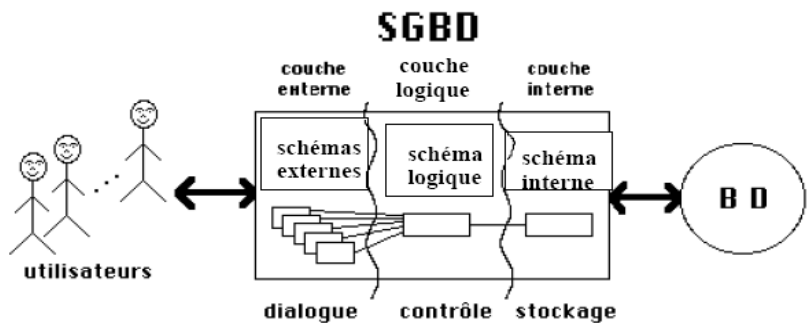 SGBD
couche
externe
couche
logique
couche
interne
schémas
externes
schéma
logique
schéma
interne
B D
utilisateurs
dialogue
contrôle
stockage